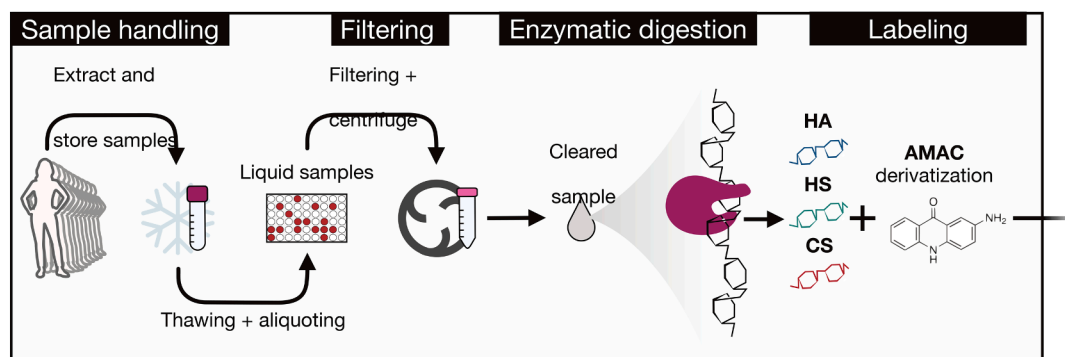 Sample handling
Filtering
Enzymatic digestion
Labeling
Extract and
store samples
Filtering +
centrifuge
Liquid samples
Thawing + aliquoting
Cleared
sample
HA
HS
CS
AMAC
derivatization
O
NH₂
N
H